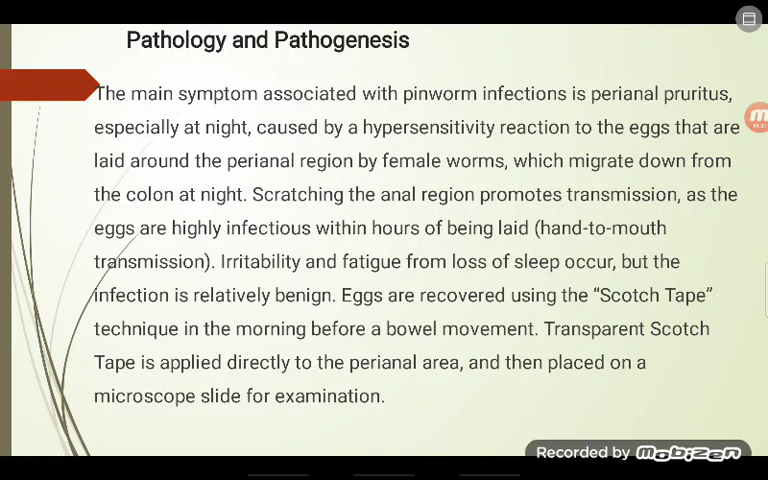 Pathology and Pathogenesis
The main symptom associated with pinworm infections is perianal pruritus,
especially at night, caused by a hypersensitivity reaction to the eggs that are
laid around the perianal region by female worms, which migrate down from
the colon at night. Scratching the anal region promotes transmission, as the
eggs are highly infectious within hours of being laid (hand-to-mouth
transmission). Irritability and fatigue from loss of sleep occur, but the
infection is relatively benign. Eggs are recovered using the “Scotch Tape”
technique in the morning before a bowel movement. Transparent Scotch
Tape is applied directly to the perianal area, and then placed on a
microscope slide for examination.
Recorded by mobizen